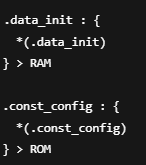 .data_init : {
  *(.data_init)
} > RAM

.const_config : {
  *(.const_config)
} > ROM